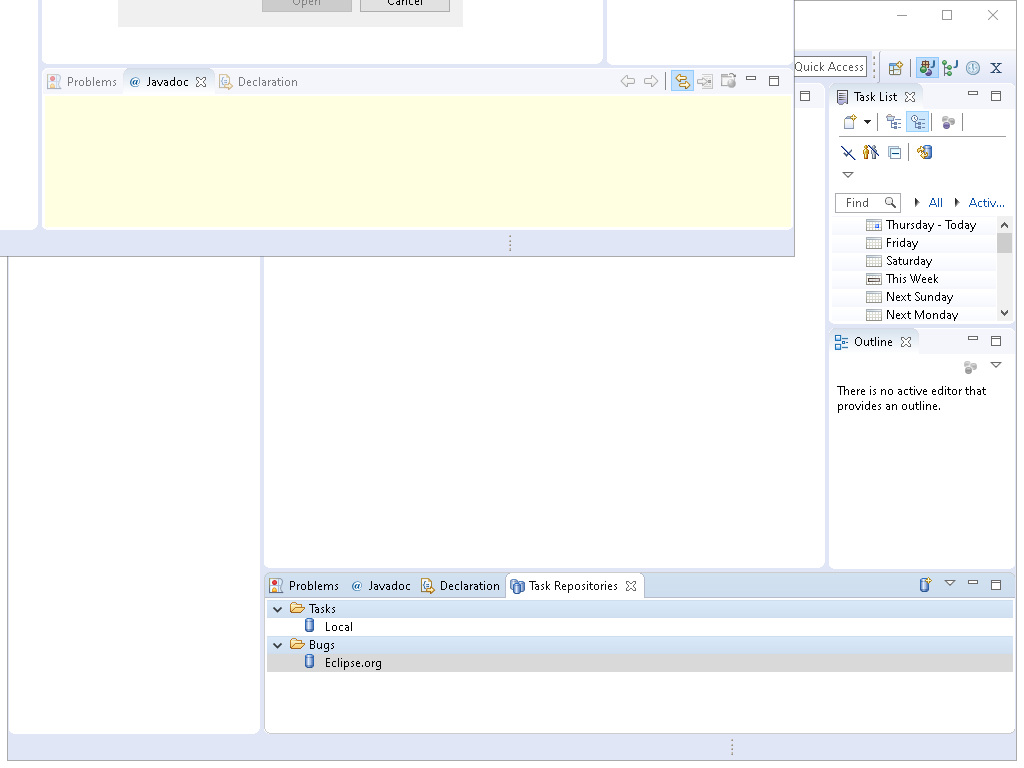 Open
Cancel
Problems
@ Javadoc
Declaration
Quick Access
Task List
Find
All
Activ...
Thursday - Today
Friday
Saturday
This Week
Next Sunday
Next Monday
Outline
There is no active editor that
provides an outline.
Problems
@ Javadoc
Declaration
Task Repositories
Tasks
Local
Bugs
Eclipse.org